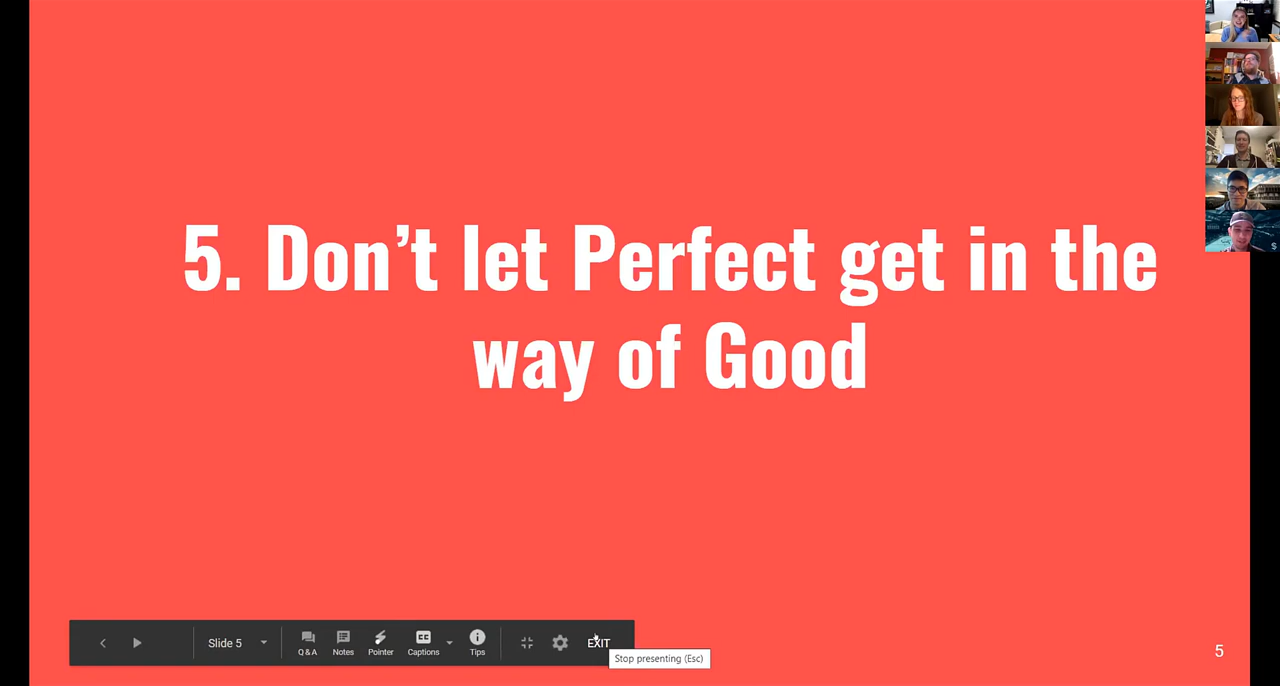 5. Don’t let Perfect get in the
way of Good
$
Slide 5
Q & A
Notes
Pointer
CC
Captions
Tips
EXIT
Stop presenting (Esc)
5